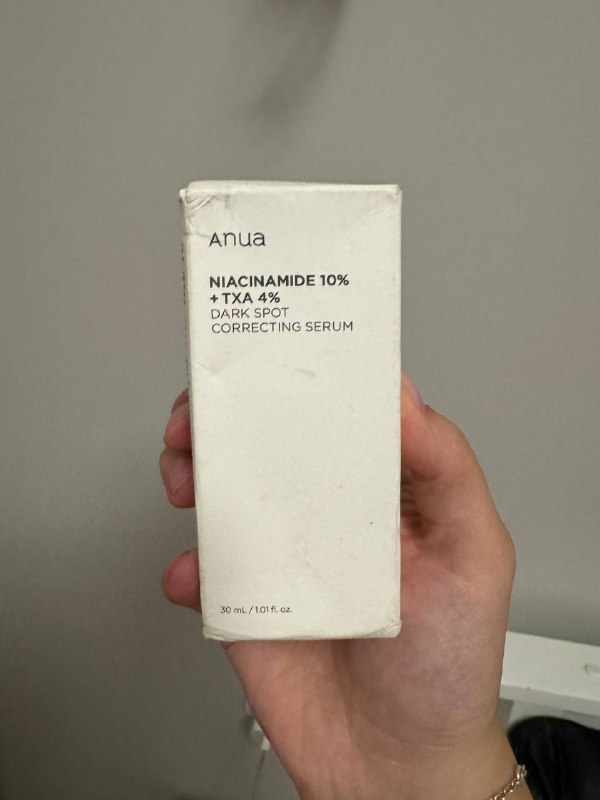 Anua
NIACINAMIDE 10%
+ TXA 4%
DARK SPOT
CORRECTING SERUM
30 mL / 1.01 fl. oz.